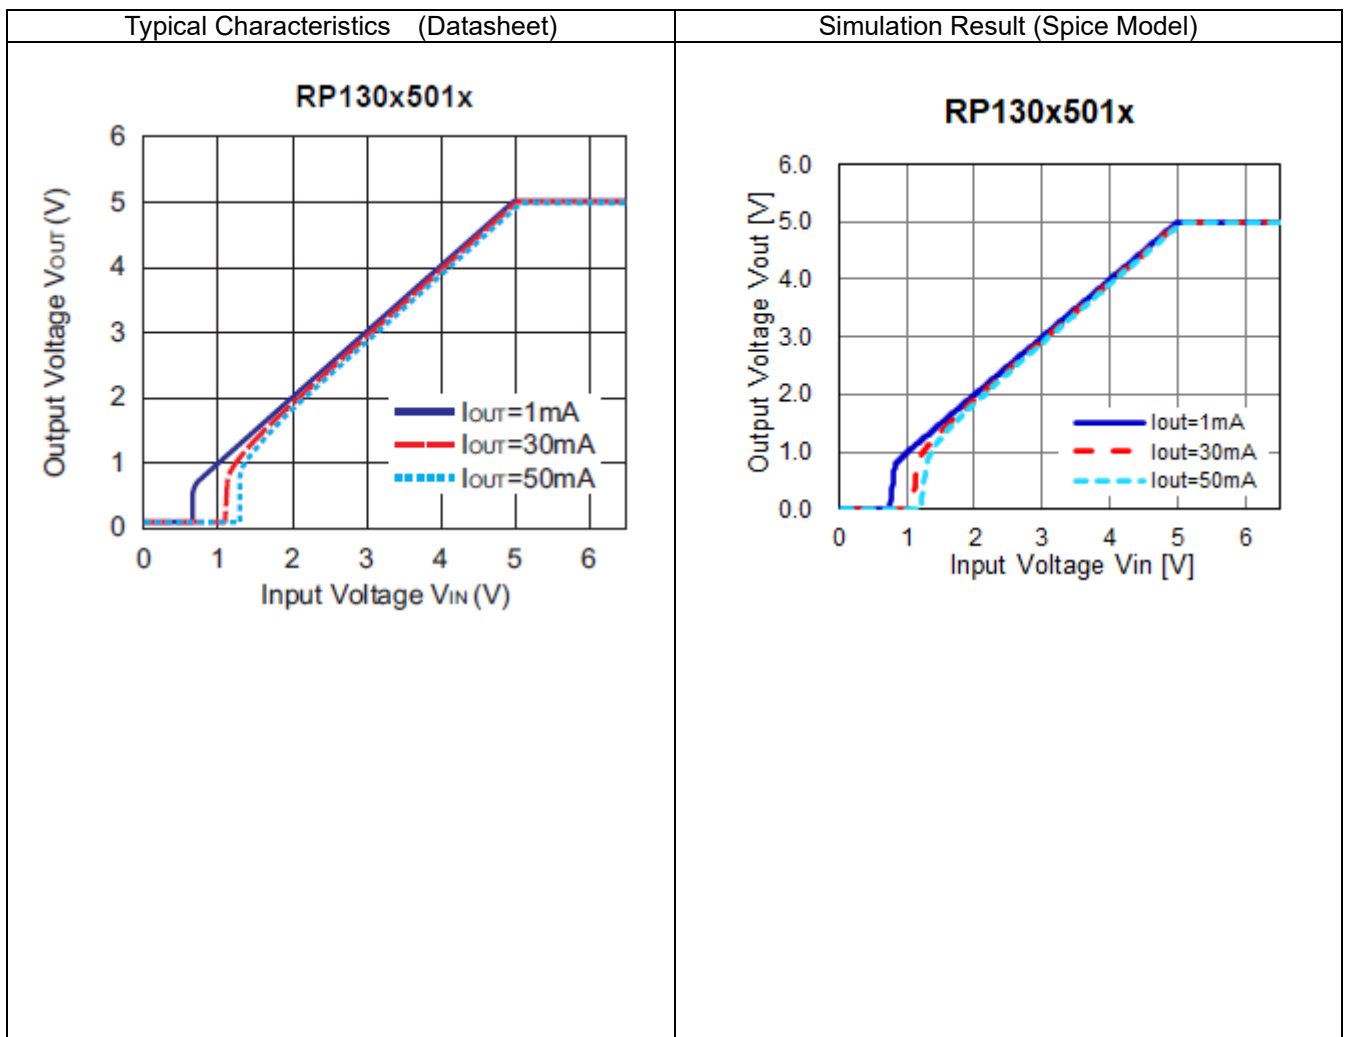 Typical Characteristics (Datasheet)
Simulation Result (Spice Model)
RP130x501x
6
5
4
3
2
1
0
Output Voltage VOUT (V)
IOUT=1mA
IOUT=30mA
IOUT=50mA
0 1 2 3 4 5 6
Input Voltage VIN (V)
RP130x501x
6.0
5.0
4.0
3.0
2.0
1.0
0.0
Output Voltage Vout [V]
Iout=1mA
Iout=30mA
Iout=50mA
0 1 2 3 4 5 6
Input Voltage Vin [V]